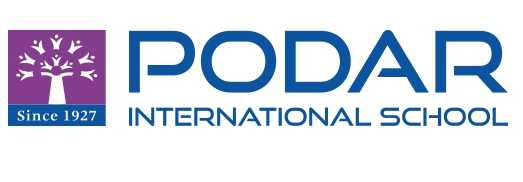 PODAR
INTERNATIONAL SCHOOL
Since 1927